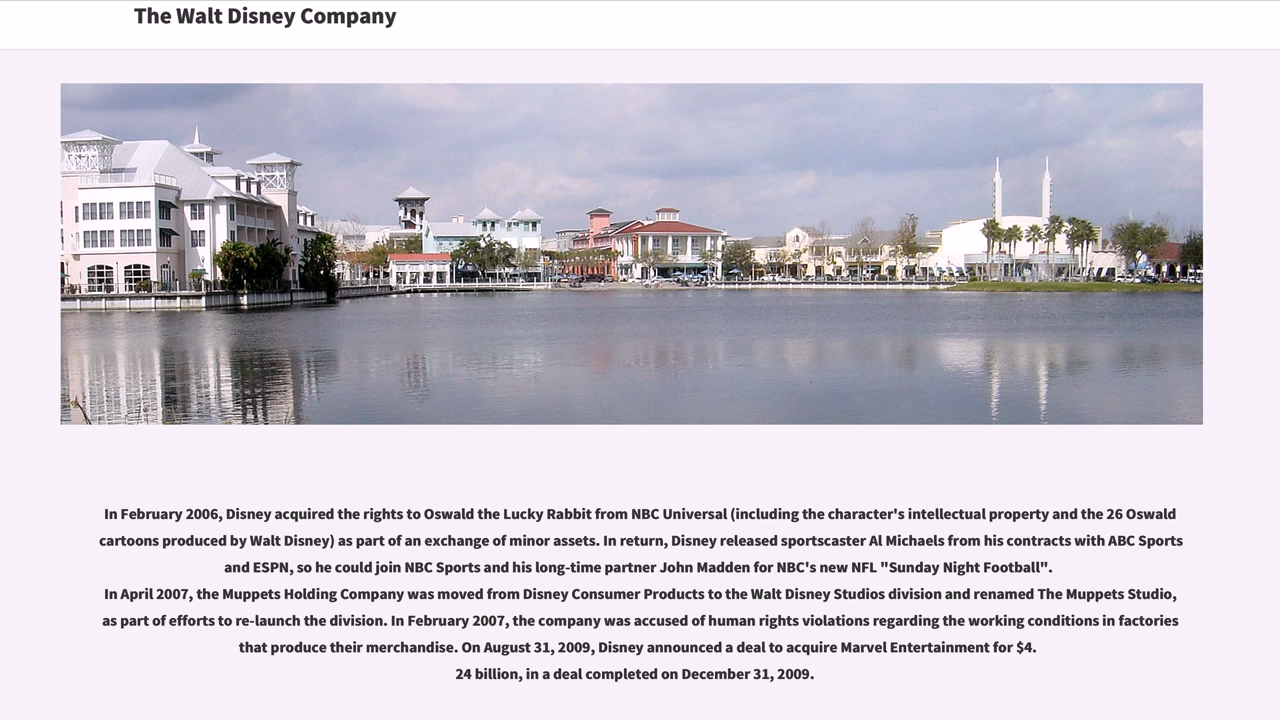 The Walt Disney Company
In February 2006, Disney acquired the rights to Oswald the Lucky Rabbit from NBC Universal (including the character's intellectual property and the 26 Oswald
cartoons produced by Walt Disney) as part of an exchange of minor assets. In return, Disney released sportscaster Al Michaels from his contracts with ABC Sports
and ESPN, so he could join NBC Sports and his long-time partner John Madden for NBC's new NFL "Sunday Night Football".
In April 2007, the Muppets Holding Company was moved from Disney Consumer Products to the Walt Disney Studios division and renamed The Muppets Studio,
as part of efforts to re-launch the division. In February 2007, the company was accused of human rights violations regarding the working conditions in factories
that produce their merchandise. On August 31, 2009, Disney announced a deal to acquire Marvel Entertainment for $4.
24 billion, in a deal completed on December 31, 2009.